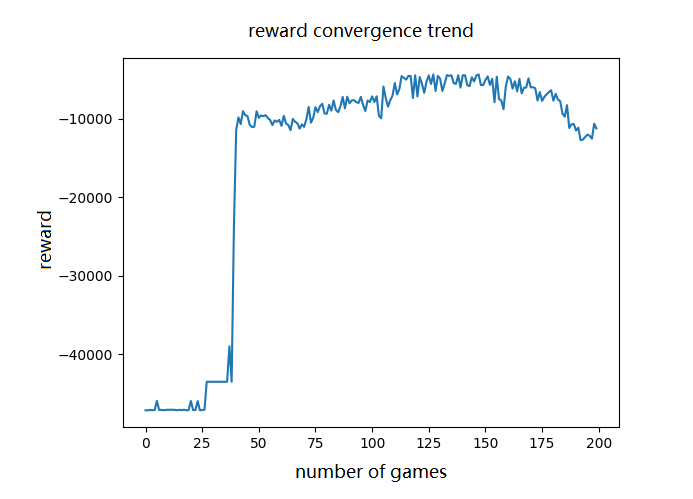 reward convergence trend
reward
−10000
−20000
−30000
−40000
0 25 50 75 100 125 150 175 200
number of games